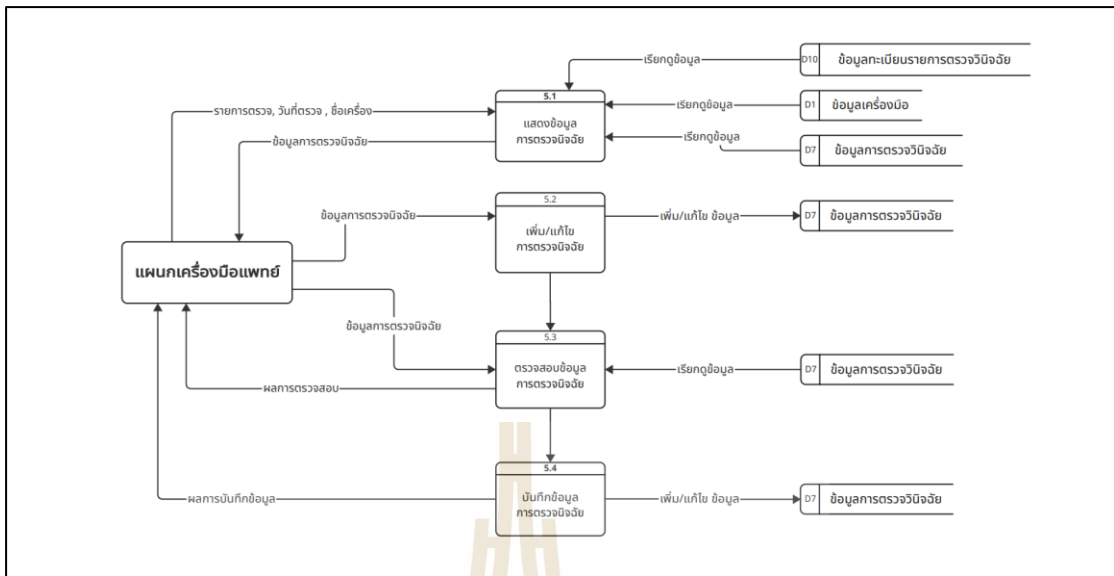 เรียกดูข้อมูล
D10 ข้อมูลทะเบียนรายการตรวจวินิจฉัย
5.1
แสดงข้อมูล
การตรวจนิจฉัย
รายการตรวจ, วันที่ตรวจ , ชื่อเครื่อง
เรียกดูข้อมูล
D1 ข้อมูลเครื่องมือ
ข้อมูลการตรวจนิจฉัย
เรียกดูข้อมูล
D7 ข้อมูลการตรวจวินิจฉัย
5.2
เพิ่ม/แก้ไข
การตรวจนิจฉัย
ข้อมูลการตรวจนิจฉัย
เพิ่ม/แก้ไข ข้อมูล
D7 ข้อมูลการตรวจวินิจฉัย
แผนกเครื่องมือแพทย์
ข้อมูลการตรวจนิจฉัย
5.3
ตรวจสอบข้อมูล
การตรวจนิจฉัย
เรียกดูข้อมูล
D7 ข้อมูลการตรวจวินิจฉัย
ผลการตรวจสอบ
5.4
บันทึกข้อมูล
การตรวจนิจฉัย
ผลการบันทึกข้อมูล
เพิ่ม/แก้ไข ข้อมูล
D7 ข้อมูลการตรวจวินิจฉัย